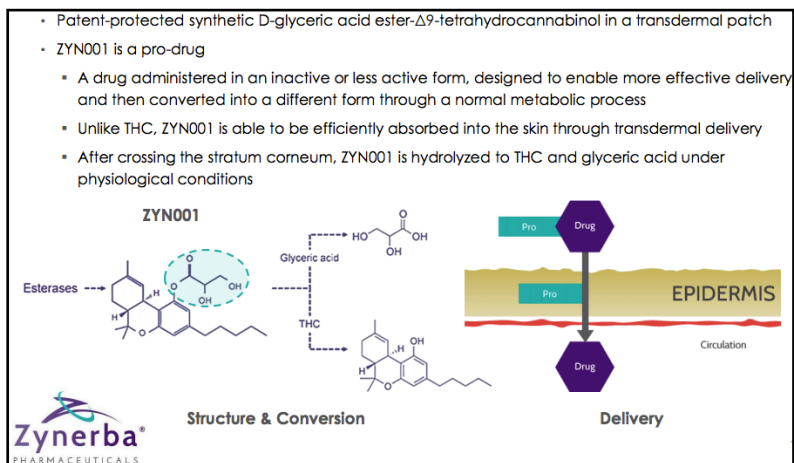 • Patent-protected synthetic D-glyceric acid ester-Δ9-tetrahydrocannabinol in a transdermal patch
• ZYN001 is a pro-drug
▪ A drug administered in an inactive or less active form, designed to enable more effective delivery
and then converted into a different form through a normal metabolic process
▪ Unlike THC, ZYN001 is able to be efficiently absorbed into the skin through transdermal delivery
▪ After crossing the stratum corneum, ZYN001 is hydrolyzed to THC and glyceric acid under
physiological conditions
ZYN001
Esterases
O
O
OH
OH
H
H
O
Glyceric acid
THC
O
HO
OH
OH
OH
H
H
O
Structure & Conversion
Pro
Drug
Pro
EPIDERMIS
Circulation
Drug
Delivery
Zynerba®
PHARMACEUTICALS